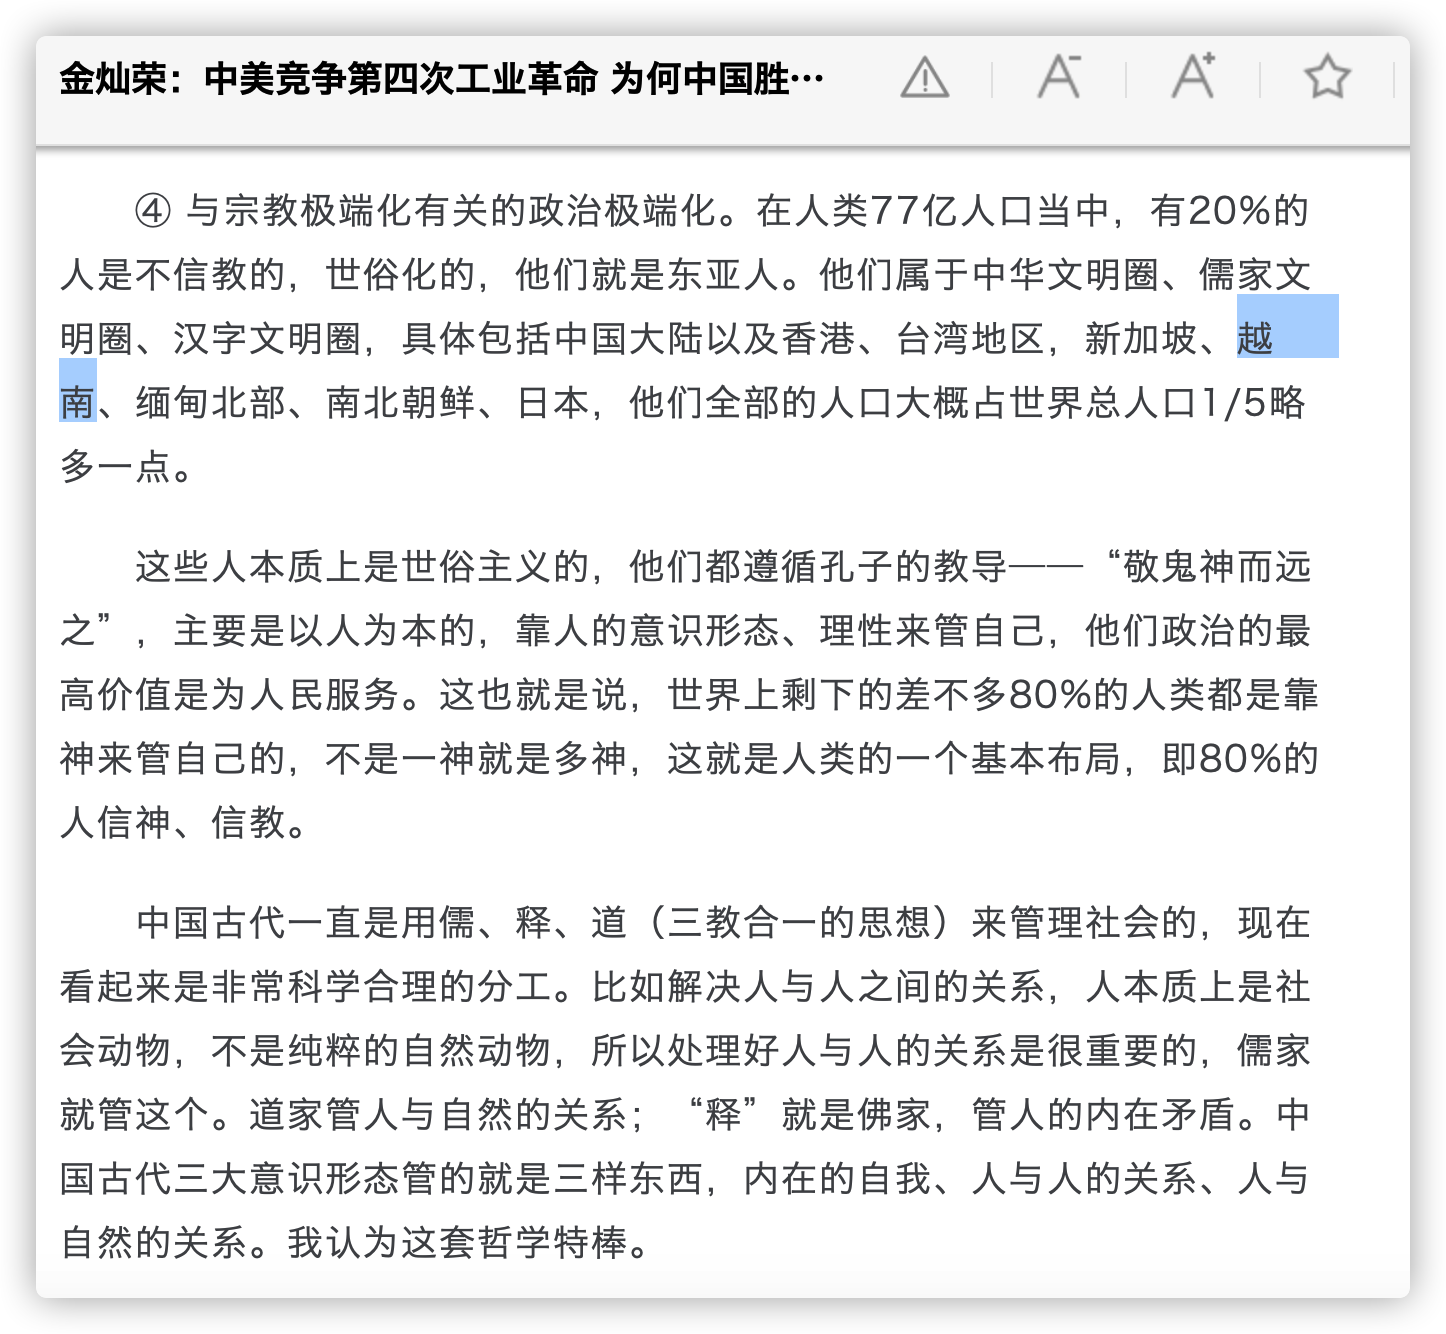 金灿荣：中美竞争第四次工业革命 为何中国胜…
A-
A+
④ 与宗教极端化有关的政治极端化。在人类77亿人口当中，有20%的
人是不信教的，世俗化的，他们就是东亚人。他们属于中华文明圈、儒家文
明圈、汉字文明圈，具体包括中国大陆以及香港、台湾地区，新加坡、越
南、缅甸北部、南北朝鲜、日本，他们全部的人口大概占世界总人口1/5略
多一点。
这些人本质上是世俗主义的，他们都遵循孔子的教导——“敬鬼神而远
之”，主要是以人为本的，靠人的意识形态、理性来管自己，他们政治的最
高价值是为人民服务。这也就是说，世界上剩下的差不多80%的人类都是靠
神来管自己的，不是一神就是多神，这就是人类的一个基本布局，即80%的
人信神、信教。
中国古代一直是用儒、释、道（三教合一的思想）来管理社会的，现在
看起来是非常科学合理的分工。比如解决人与人之间的关系，人本质上是社
会动物，不是纯粹的自然动物，所以处理好人与人的关系是很重要的，儒家
就管这个。道家管人与自然的关系；“释”就是佛家，管人的内在矛盾。中
国古代三大意识形态管的就是三样东西，内在的自我、人与人的关系、人与
自然的关系。我认为这套哲学特棒。